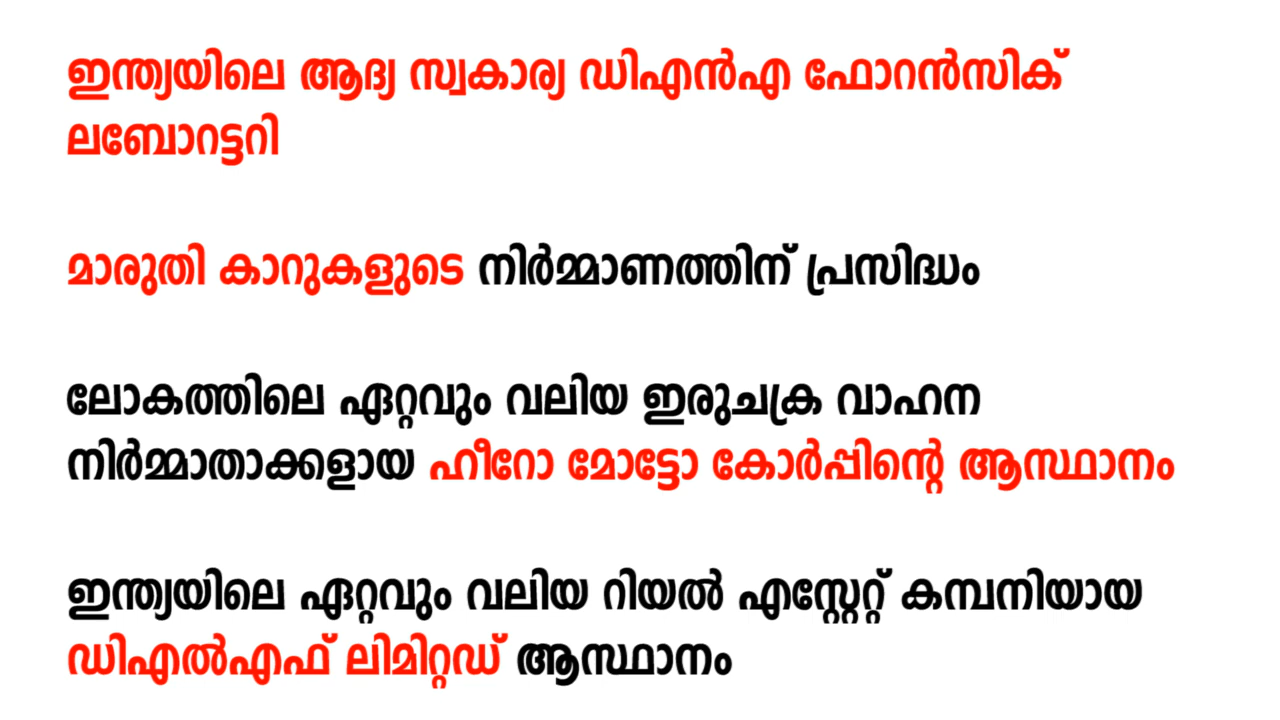 ഇന്ത്യയിലെ ആദ്യ സ്വകാര്യ ഡിഎൻഎ ഫോറൻസിക്
ലബോറട്ടറി
മാരുതി കാറുകളുടെ നിർമ്മാണത്തിന് പ്രസിദ്ധം
ലോകത്തിലെ ഏറ്റവും വലിയ ഇരുചക്ര വാഹന
നിർമ്മാതാക്കളായ ഹീറോ മോട്ടോ കോർപ്പിന്റെ ആസ്ഥാനം
ഇന്ത്യയിലെ ഏറ്റവും വലിയ റിയൽ എസ്റ്റേറ്റ് കമ്പനിയായ
ഡിഎൽഎഫ് ലിമിറ്റഡ് ആസ്ഥാനം